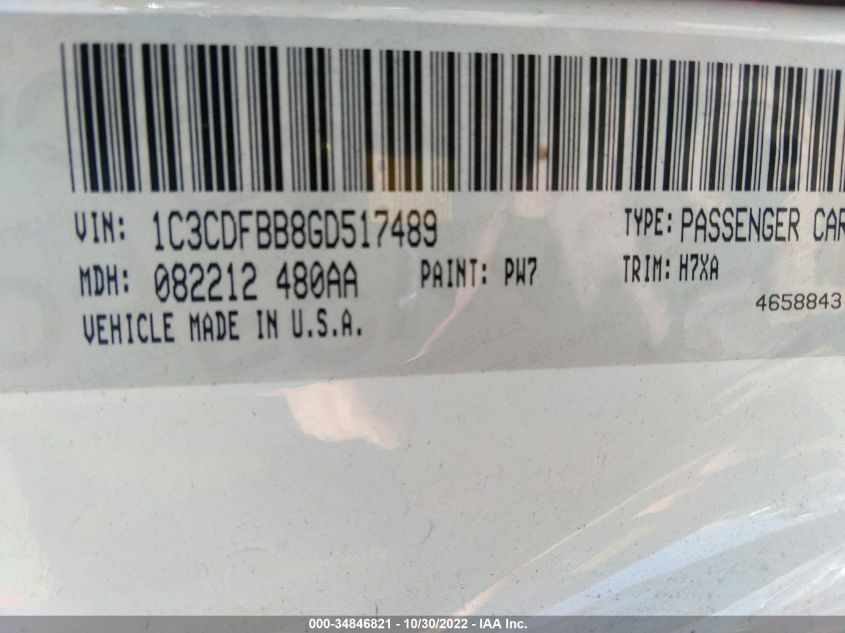 VIN: 1C3CDFBB8GD517489
TYPE: PASSENGER CAR
MDH: 082212 480AA
PAINT: PW7
TRIM: H7XA
4658843
VEHICLE MADE IN U.S.A.
000-34846821 - 10/30/2022 - IAA Inc.